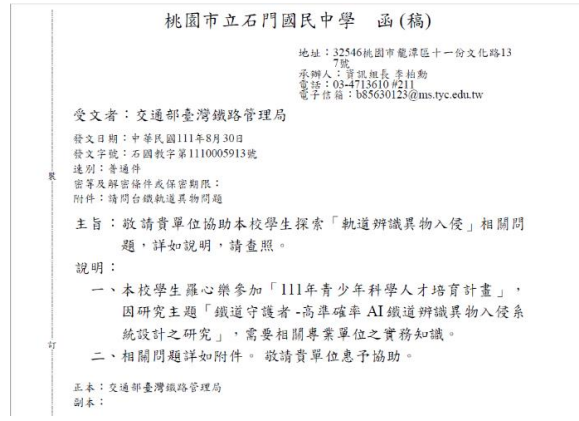 桃園市立石門國民中學　函(稿)
地址：32546桃園市龍潭區十一份文化路13
7號
承辦人：資訊組長 李柏勳
電話：03-4713610 #211
電子信箱：b85630123@ms.tyc.edu.tw
受文者：交通部臺灣鐵路管理局
發文日期：中華民國111年8月30日
發文字號：石國教字第1110005913號
速別：普通件
密等及解密條件或保密期限：
附件：請問台鐵軌道異物問題
裝
主旨：敬請貴單位協助本校學生探索「軌道辨識異物入侵」相關問
題，詳如說明，請查照。
說明：
一、本校學生羅心樂參加「111年青少年科學人才培育計畫」，
因研究主題「鐵道守護者-高準確率AI鐵道辨識異物入侵系
統設計之研究」，需要相關專業單位之實務知識。
訂
二、相關問題詳如附件。 敬請貴單位惠予協助。
正本：交通部臺灣鐵路管理局
副本：